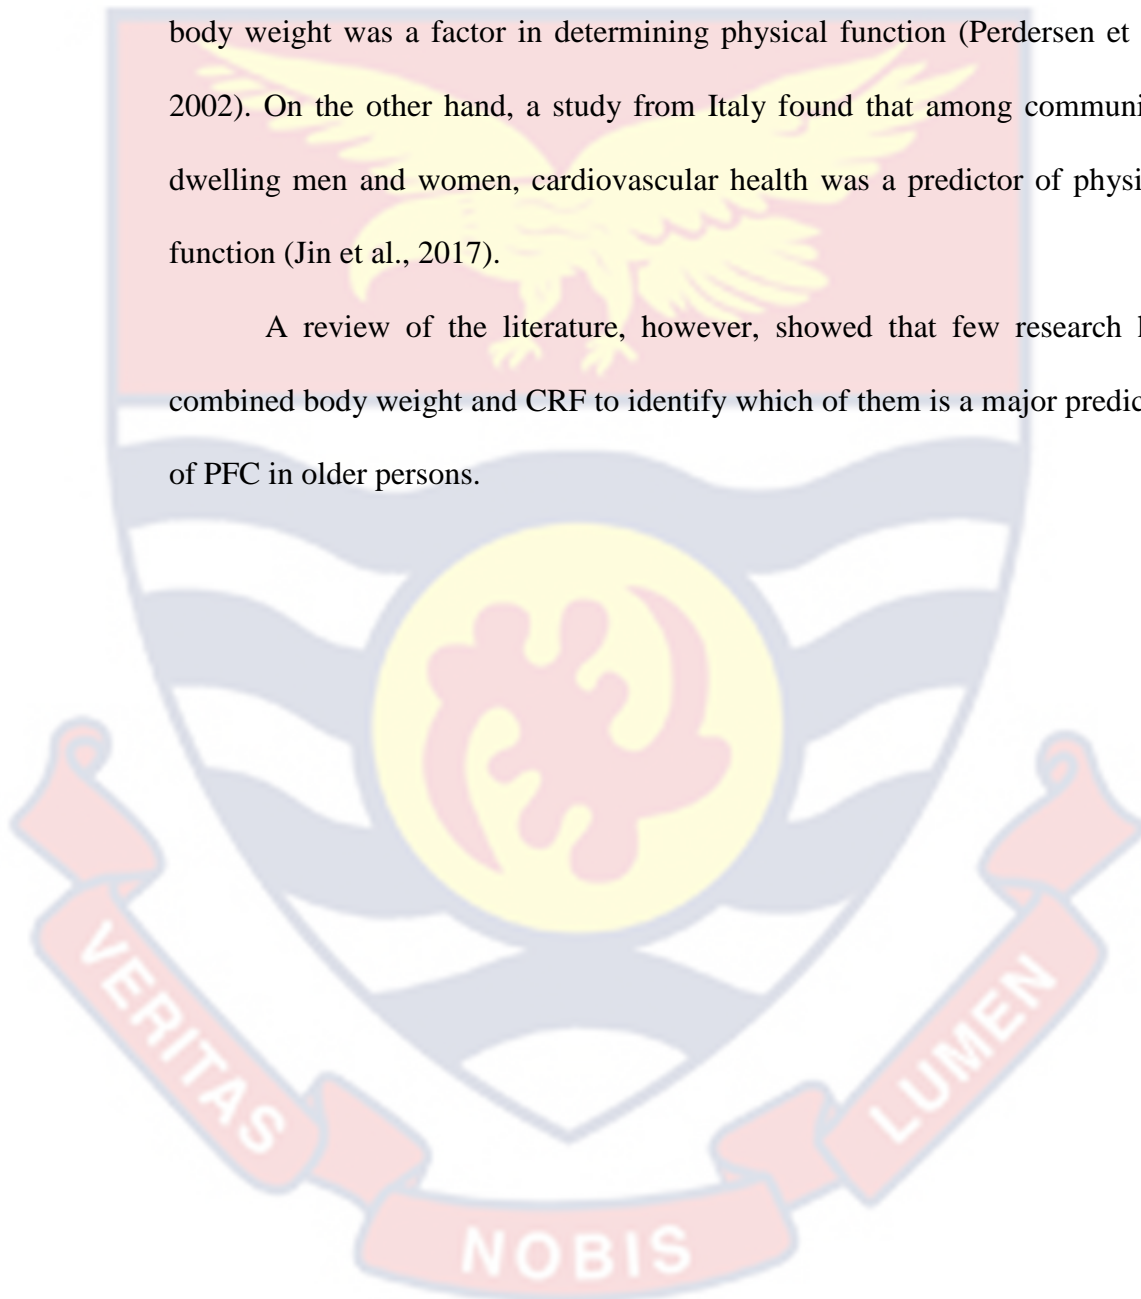 body weight was a factor in determining physical function (Perdersen et
2002). On the other hand, a study from Italy found that among communi
dwelling men and women, cardiovascular health was a predictor of physi
function (Jin et al., 2017).
A review of the literature, however, showed that few research
combined body weight and CRF to identify which of them is a major predic
of PFC in older persons.
VERITAS
NOBIS
LUMEN